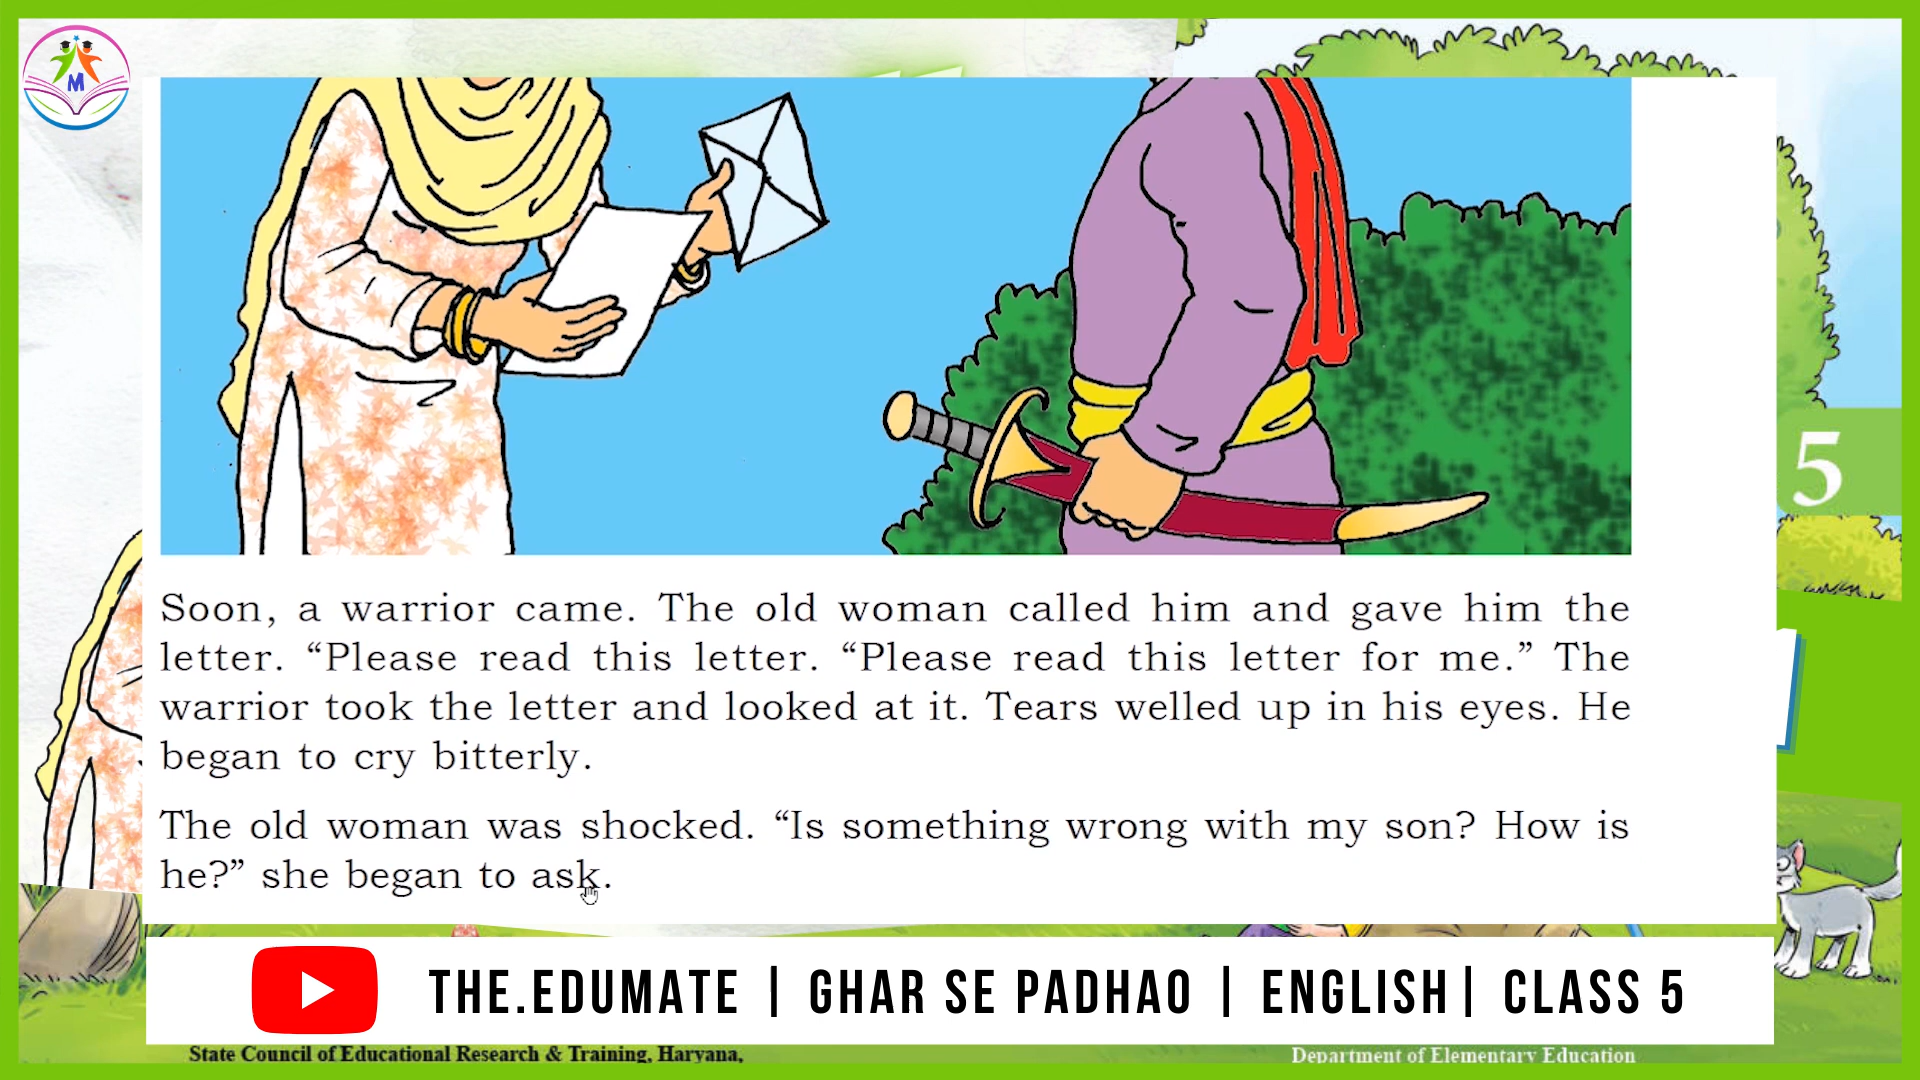 M
5
Soon, a warrior came. The old woman called him and gave him the
letter. “Please read this letter. “Please read this letter for me.” The
warrior took the letter and looked at it. Tears welled up in his eyes. He
began to cry bitterly.
The old woman was shocked. “Is something wrong with my son? How is
he?” she began to ask.
THE.EDUMATE | GHAR SE PADHAO | ENGLISH| CLASS 5
State Council of Educational Research & Training, Haryana,
Department of Elementary Education